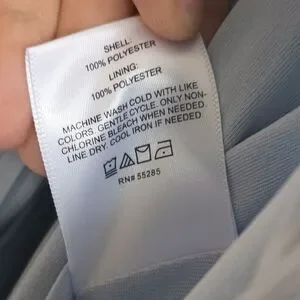 SHELL:
100% POLYESTER
LINING:
100% POLYESTER
MACHINE WASH COLD WITH LIKE
COLORS. GENTLE CYCLE. ONLY NON-
CHLORINE BLEACH WHEN NEEDED.
LINE DRY. COOL IRON IF NEEDED
RN# 55285